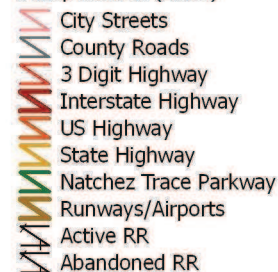 City Streets
County Roads
3 Digit Highway
Interstate Highway
US Highway
State Highway
Natchez Trace Parkway
Runways/Airports
Active RR
Abandoned RR